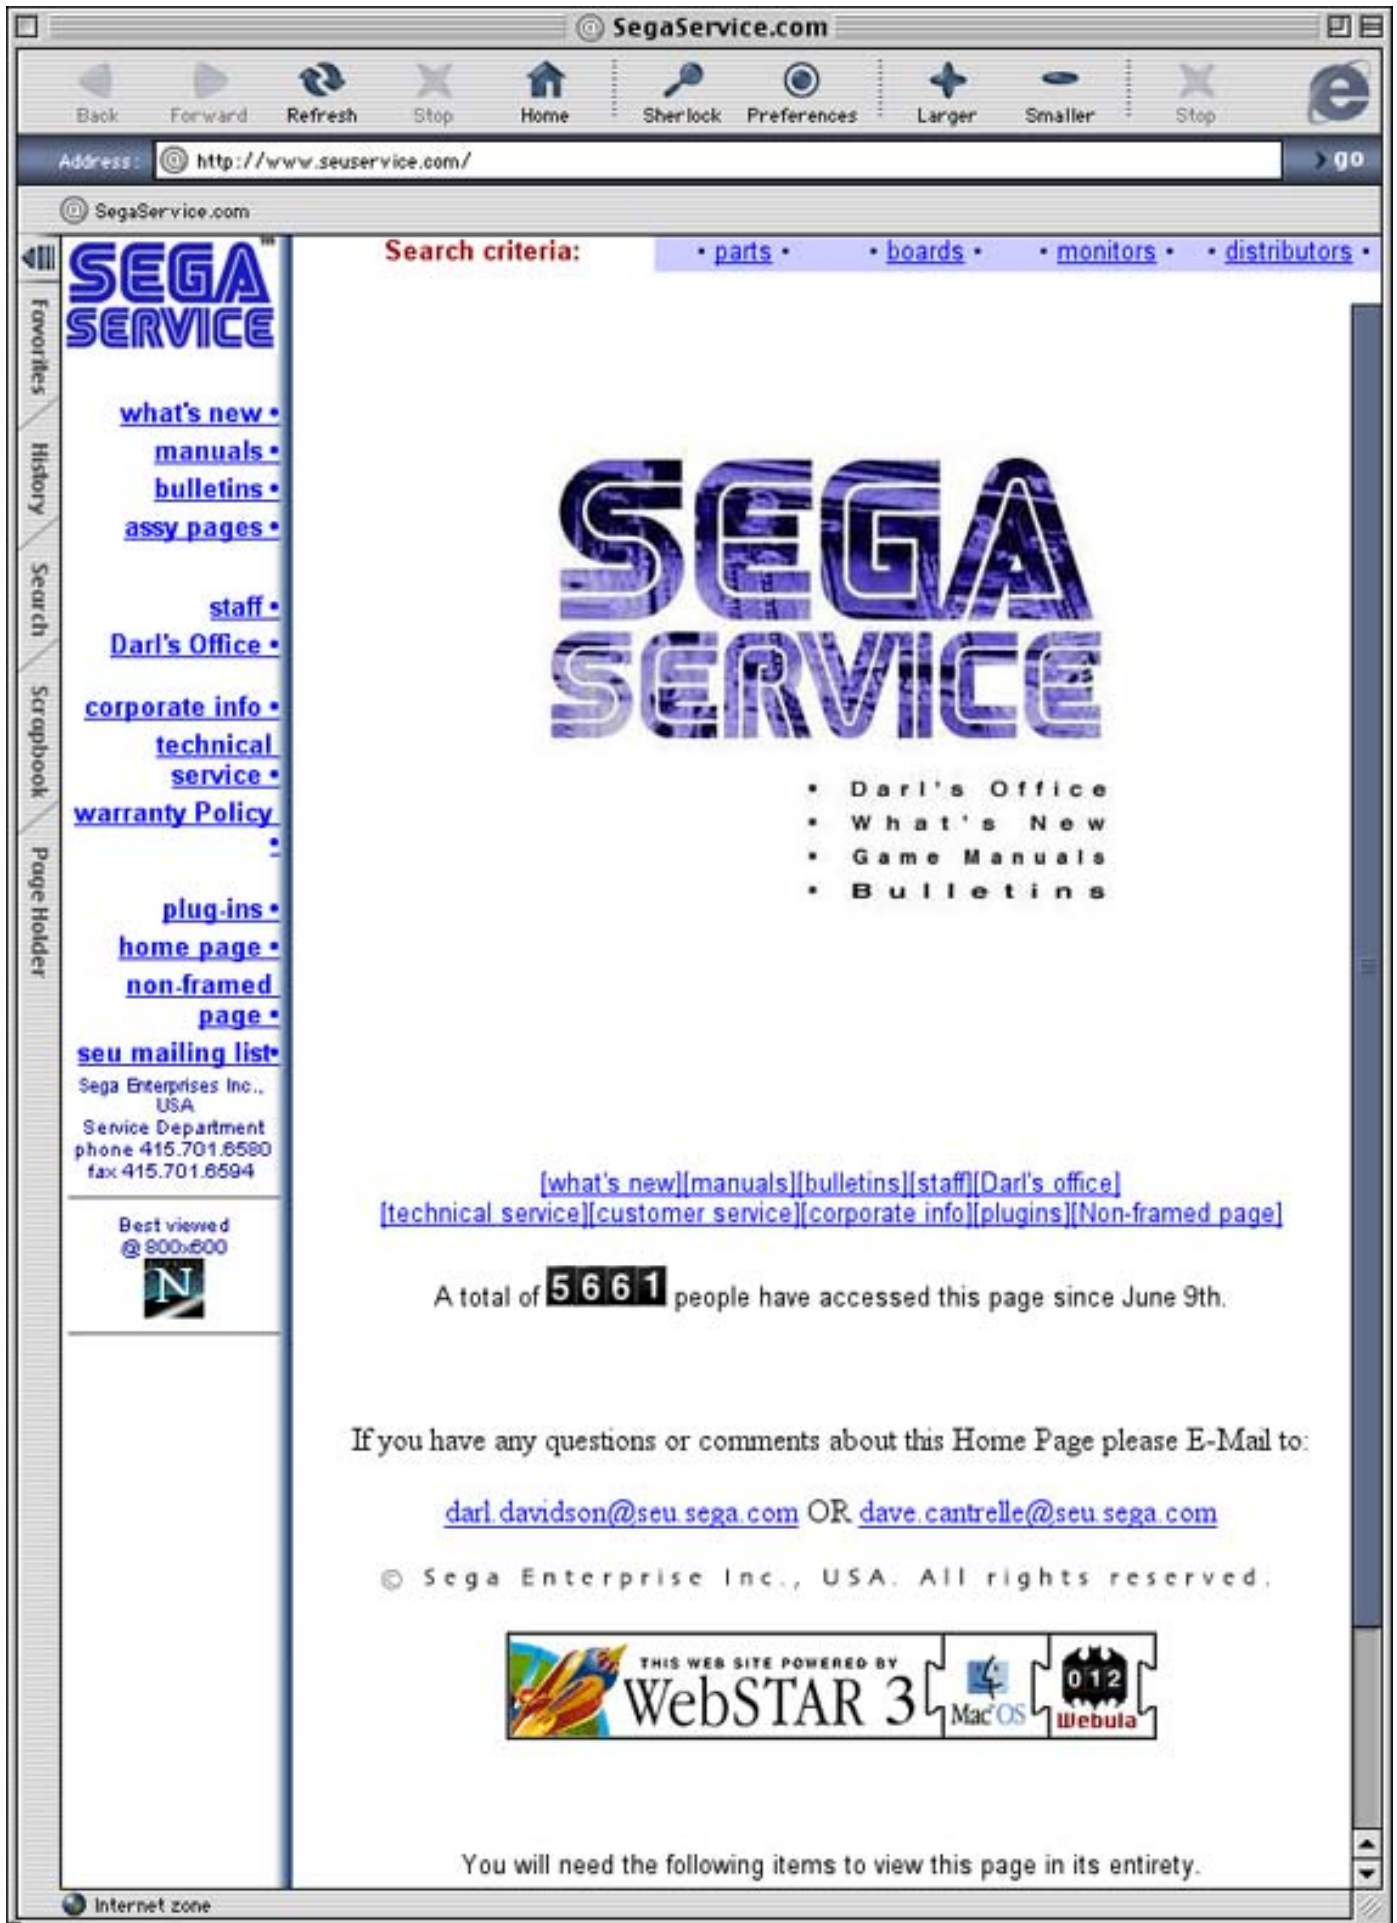 SegaService.com
Back Forward Refresh Stop Home Sherlock Preferences Larger Smaller Stop
Address: http://www.seuservice.com/ go
SegaService.com
Favorites
History
Search
Scrapbook
Page Holder
SEGA™
SERVICE
what's new •
manuals •
bulletins •
assy pages •
staff •
Darl's Office •
corporate info •
technical
service •
warranty Policy
•
plug-ins •
home page •
non-framed
page •
seu mailing list•
Sega Enterprises Inc.,
USA
Service Department
phone 415.701.6580
fax 415.701.6594
Best viewed
@ 800x600
N
Search criteria: • parts • • boards • • monitors • • distributors •
SEGA
SERVICE
• Darl's Office
• What's New
• Game Manuals
• Bulletins
[what's new][manuals][bulletins][staff][Darl's office]
[technical service][customer service][corporate info][plugins][Non-framed page]
A total of 5661 people have accessed this page since June 9th.
If you have any questions or comments about this Home Page please E-Mail to:
darl.davidson@seu.sega.com OR dave.cantrelle@seu.sega.com
© Sega Enterprise Inc., USA. All rights reserved.
THIS WEB SITE POWERED BY
WebSTAR 3
Mac OS
012
Webula
You will need the following items to view this page in its entirety.
Internet zone